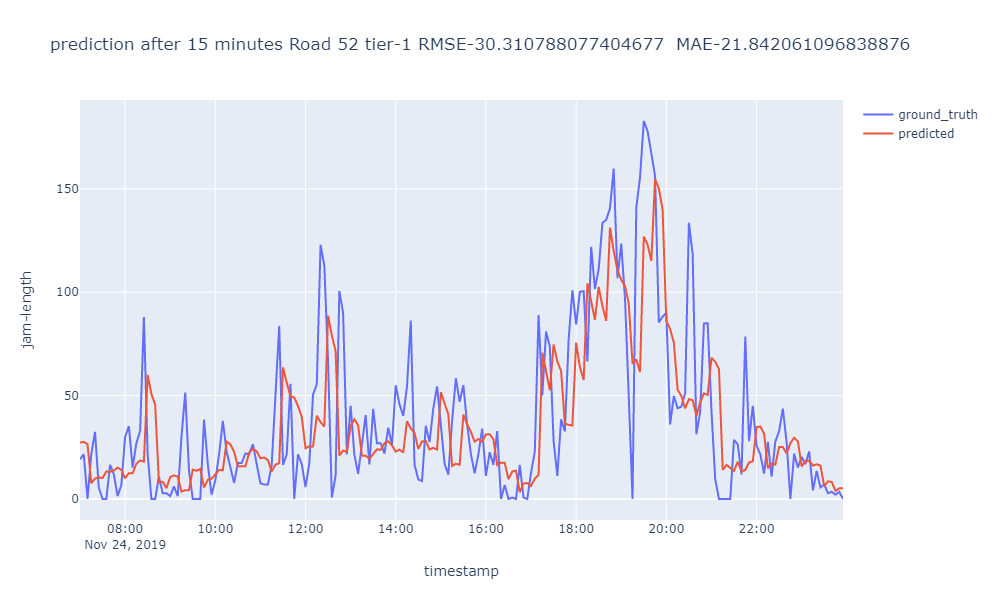 prediction after 15 minutes Road 52 tier-1 RMSE-30.310788077404677  MAE-21.842061096838876
ground_truth
predicted
jam-length
150
100
50
0
08:00 10:00 12:00 14:00 16:00 18:00 20:00 22:00
Nov 24, 2019
timestamp